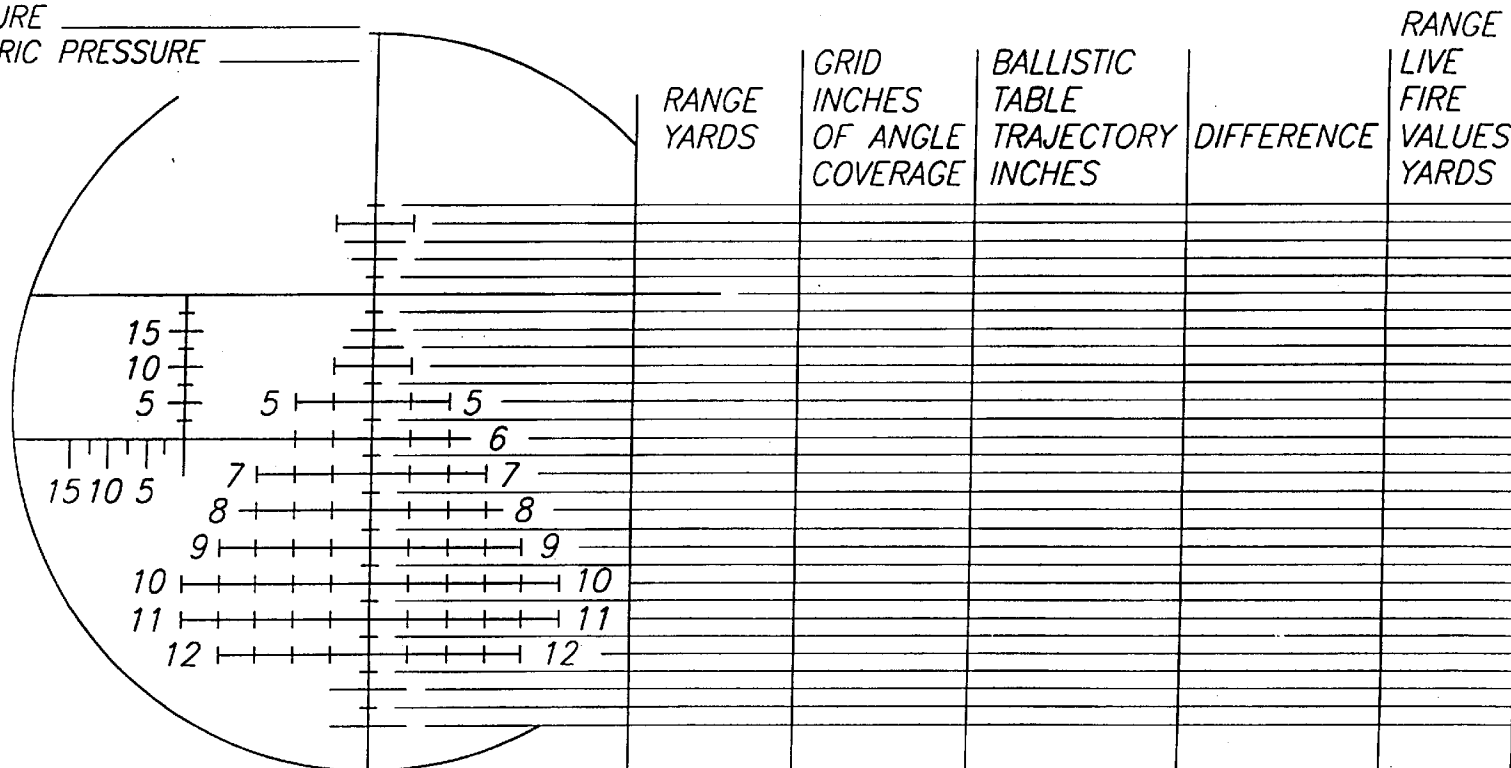 URE
RIC PRESSURE
RANGE YARDS
GRID INCHES OF ANGLE COVERAGE
BALLISTIC TABLE TRAJECTORY INCHES
DIFFERENCE
RANGE LIVE FIRE VALUES YARDS
15
10
5
5 5
6
15 10 5
7 7
8 8
9 9
10 10
11 11
12 12